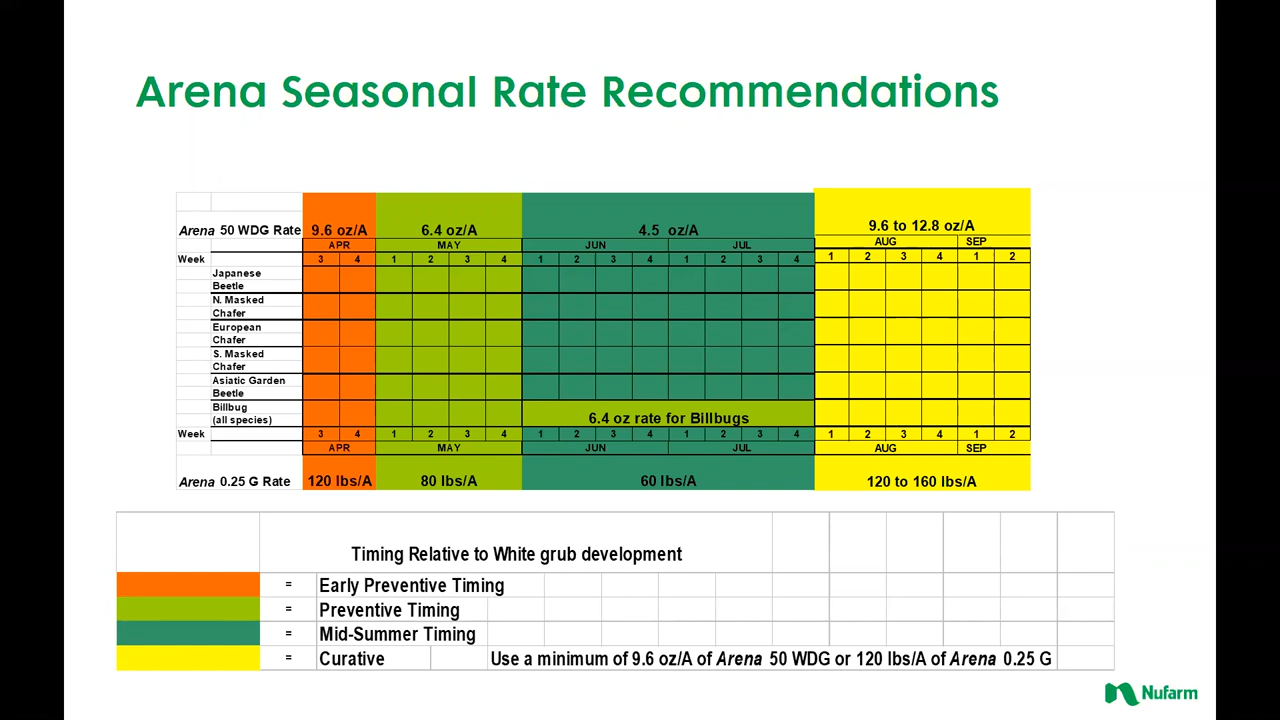 Arena Seasonal Rate Recommendations
Arena 50 WDG Rate 9.6 oz/A 6.4 oz/A 4.5 oz/A 9.6 to 12.8 oz/A
APR MAY JUN JUL AUG SEP
Week 3 4 1 2 3 4 1 2 3 4 1 2 3 4 1 2 3 4 1 2
Japanese
Beetle
N. Masked
Chafer
European
Chafer
S. Masked
Chafer
Asiatic Garden
Beetle
Billbug
(all species) 6.4 oz rate for Billbugs
Week 3 4 1 2 3 4 1 2 3 4 1 2 3 4 1 2 3 4 1 2
APR MAY JUN JUL AUG SEP
Arena 0.25 G Rate 120 lbs/A 80 lbs/A 60 lbs/A 120 to 160 lbs/A
Timing Relative to White grub development
= Early Preventive Timing
= Preventive Timing
= Mid-Summer Timing
= Curative Use a minimum of 9.6 oz/A of Arena 50 WDG or 120 lbs/A of Arena 0.25 G
Nufarm